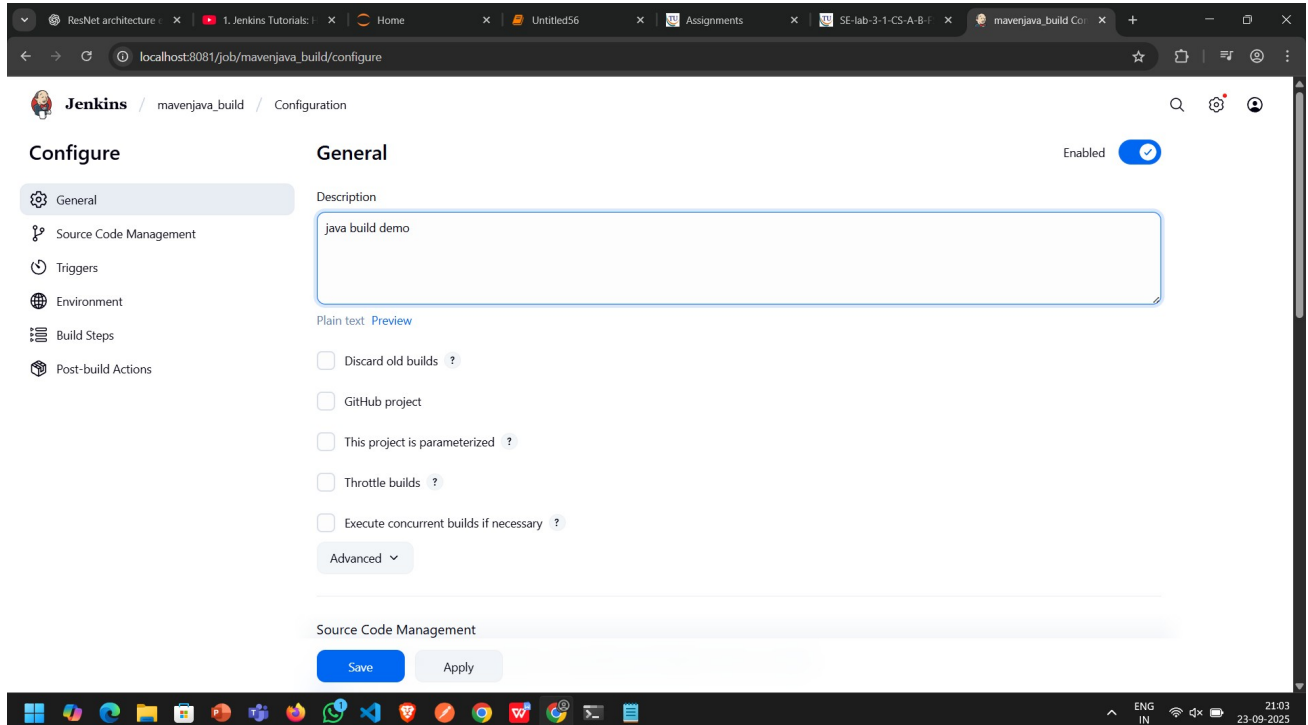 ResNet architecture e
1. Jenkins Tutorials: H
Home
Untitled56
Assignments
SE-lab-3-1-CS-A-B-F
mavenjava_build Con
localhost:8081/job/mavenjava_build/configure
Jenkins / mavenjava_build / Configuration
Configure
General
Source Code Management
Triggers
Environment
Build Steps
Post-build Actions
General
Enabled
Description
java build demo
Plain text Preview
Discard old builds ?
GitHub project
This project is parameterized ?
Throttle builds ?
Execute concurrent builds if necessary ?
Advanced
Source Code Management
Save
Apply
ENG
IN
21:03
23-09-2025